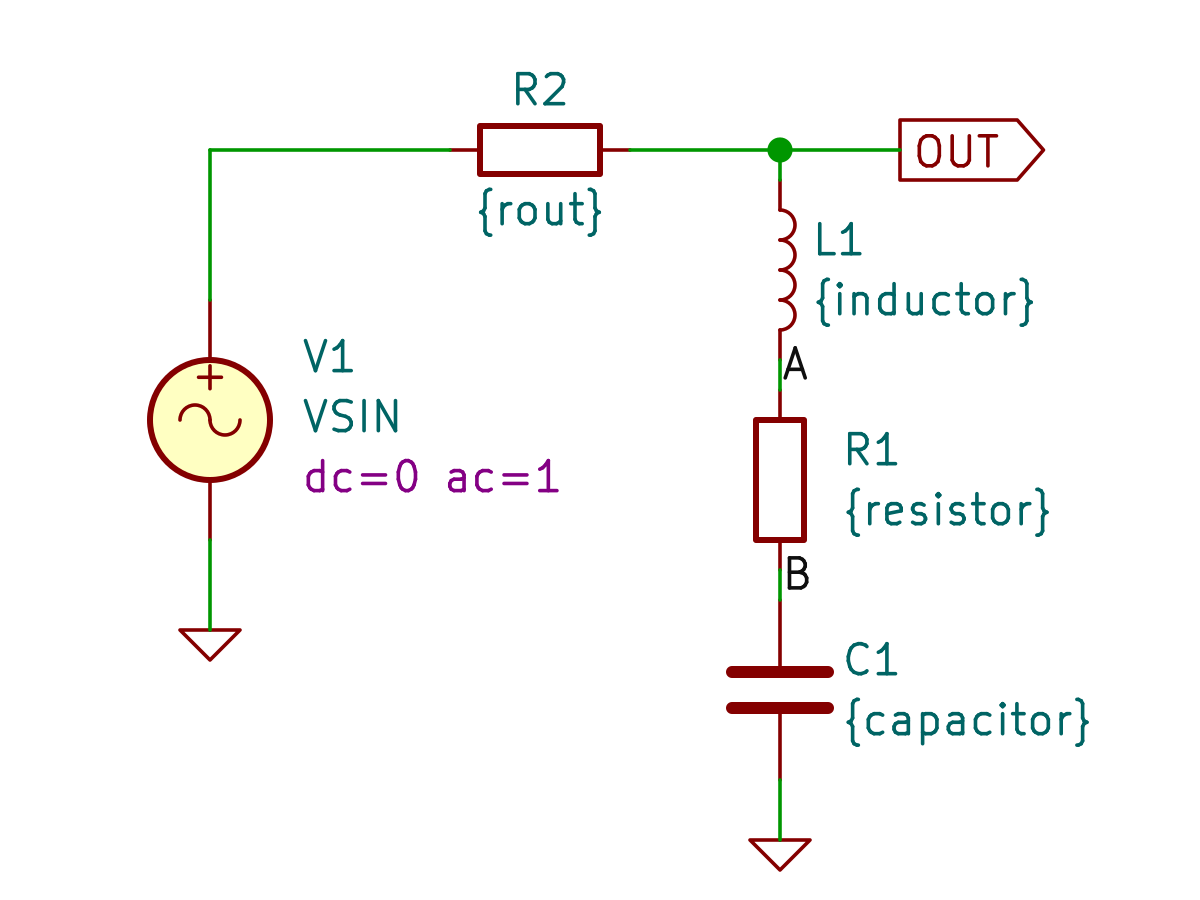 R2
{rout}
OUT
L1
{inductor}
A
V1
VSIN
dc=0 ac=1
R1
{resistor}
B
C1
{capacitor}